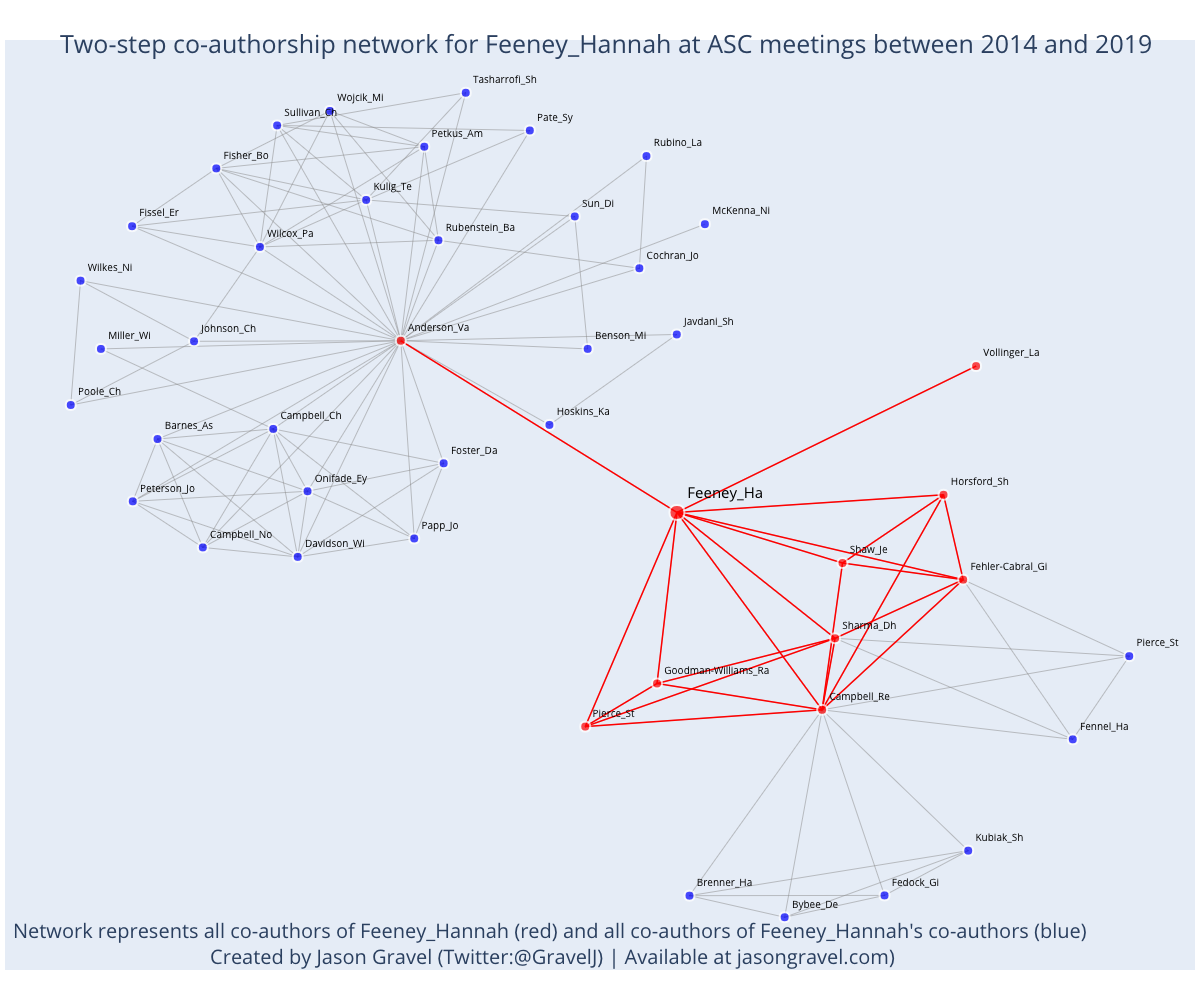 Two-step co-authorship network for Feeney_Hannah at ASC meetings between 2014 and 2019
Tasharrofi_Sh
Wojcik_Mi
Sullivan_Ch
Pate_Sy
Petkus_Am
Rubino_La
Fisher_Bo
Kulig_Te
Sun_Di
McKenna_Ni
Fissel_Er
Rubenstein_Ba
Wilcox_Pa
Cochran_Jo
Wilkes_Ni
Javdani_Sh
Johnson_Ch
Anderson_Va
Miller_Wi
Benson_Mi
Vollinger_La
Poole_Ch
Hoskins_Ka
Campbell_Ch
Barnes_As
Foster_Da
Onifade_Ey
Horsford_Sh
Peterson_Jo
Feeney_Ha
Papp_Jo
Campbell_No
Davidson_Wi
Shaw_Je
Fehler-Cabral_Gi
Sharma_Dh
Pierce_St
Goodman-Williams_Ra
Campbell_Re
Pierce_St
Fennel_Ha
Kubiak_Sh
Brenner_Ha
Fedock_Gi
Bybee_De
Network represents all co-authors of Feeney_Hannah (red) and all co-authors of Feeney_Hannah's co-authors (blue)
Created by Jason Gravel (Twitter:@GravelJ) | Available at jasongravel.com)